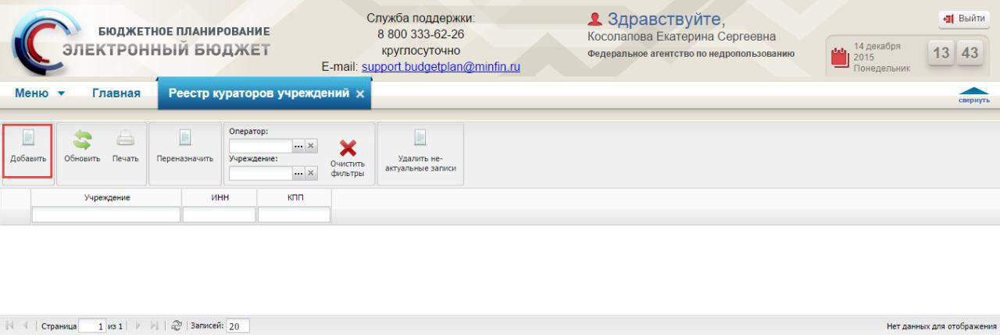 БЮДЖЕТНОЕ ПЛАНИРОВАНИЕ
ЭЛЕКТРОННЫЙ БЮДЖЕТ
Служба поддержки:
8 800 333-62-26
круглосуточно
E-mail: support.budgetplan@minfin.ru
Здравствуйте,
Косолапова Екатерина Сергеевна
Федеральное агентство по недропользованию
Выйти
14 декабря
2015
Понедельник
13 43
Меню Главная Реестр кураторов учреждений ×
свернуть
Добавить
Обновить
Печать
Переназначить
Оператор:
Учреждение:
Очистить
фильтры
Удалить не-
актуальные записи
Учреждение ИНН КПП
Страница 1 из 1 Записей: 20 Нет данных для отображения